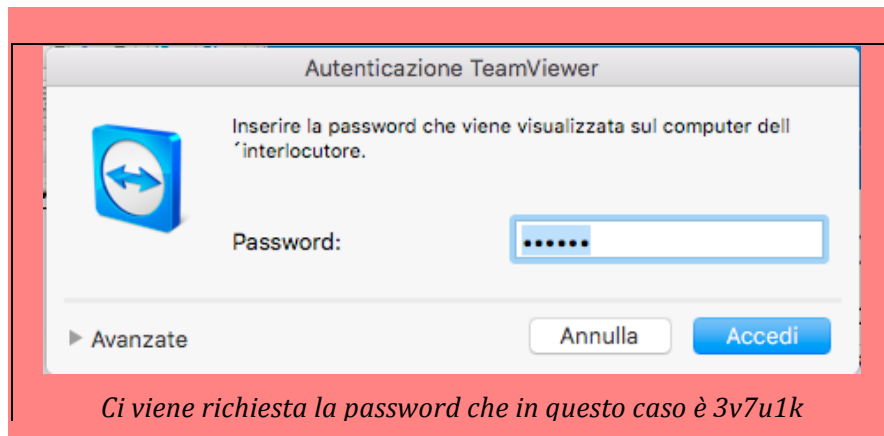 Autenticazione TeamViewer
Inserire la password che viene visualizzata sul computer dell
´interlocutore.
Password:
••••••
Avanzate
Annulla
Accedi
Ci viene richiesta la password che in questo caso è 3v7u1k